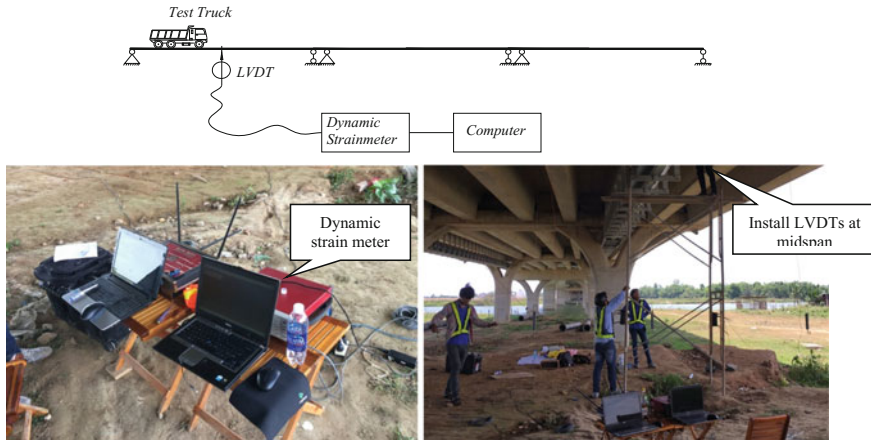 Test Truck
LVDT
Dynamic
Strainmeter
Computer
Dynamic
strain meter
Install LVDTs at
midspan